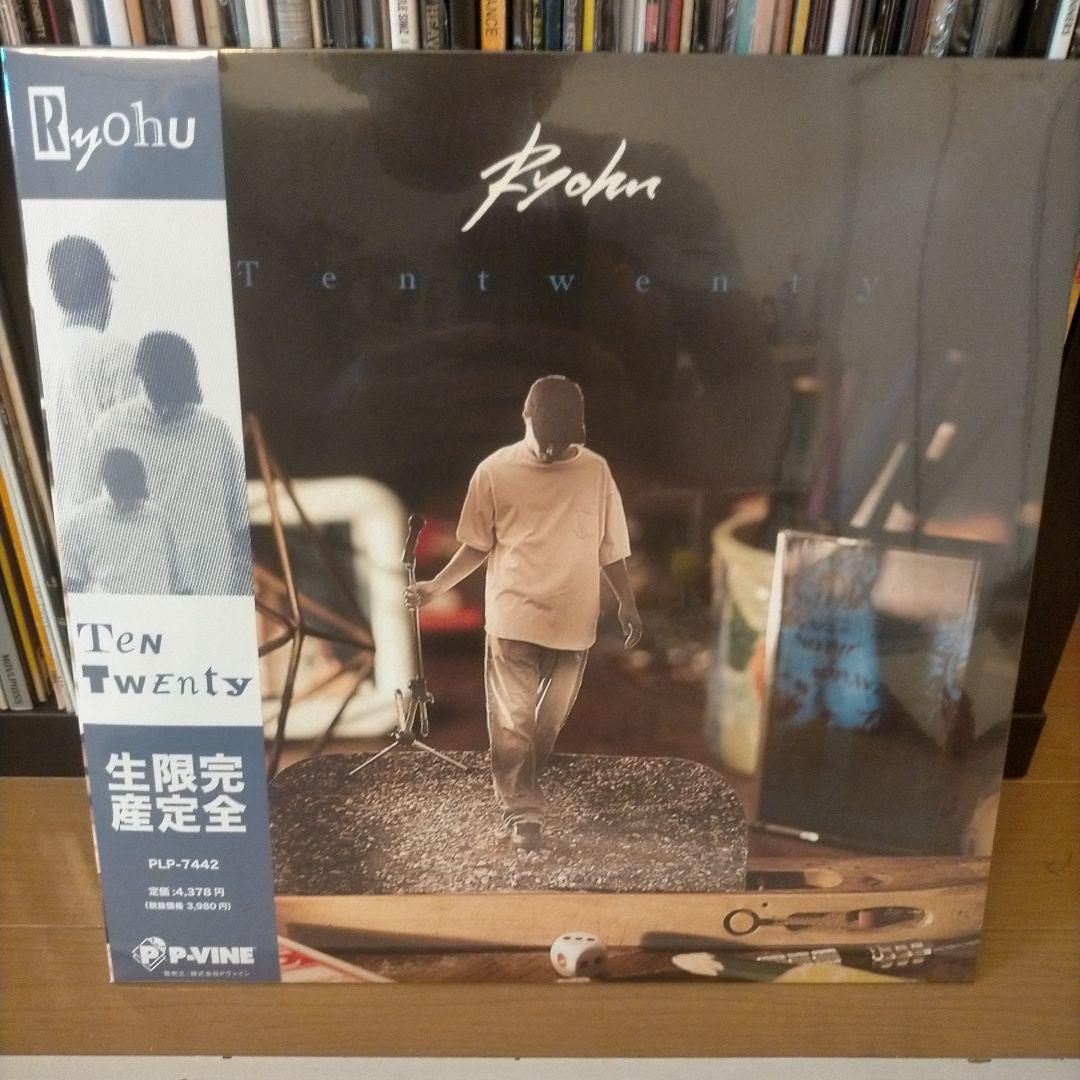 Ryohu
Ten
Twenty
完全
限定
生産
PLP-7442
定価:4,378円
(税抜価格 3,980円)
P P-VINE
発売元:株式会社Pヴァイン
Ryohu
Tentwenty